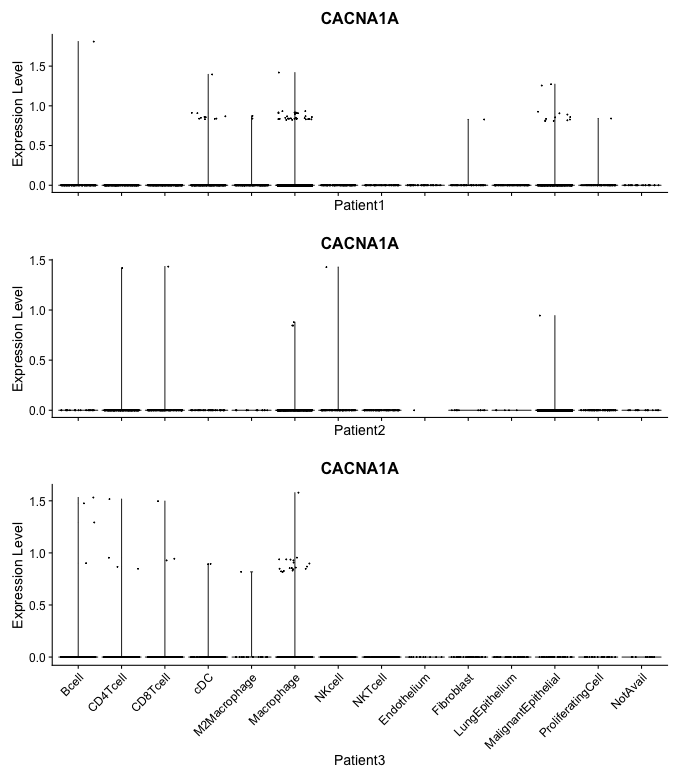 CACNA1A
Expression Level
1.5
1.0
0.5
0.0
Patient1
CACNA1A
Expression Level
1.5
1.0
0.5
0.0
Patient2
CACNA1A
Expression Level
1.5
1.0
0.5
0.0
Bcell
CD4Tcell
CD8Tcell
cDC
M2Macrophage
Macrophage
NKcell
NKTcell
Endothelium
Fibroblast
LungEpithelium
MalignantEpithelial
ProliferatingCell
NotAvail
Patient3